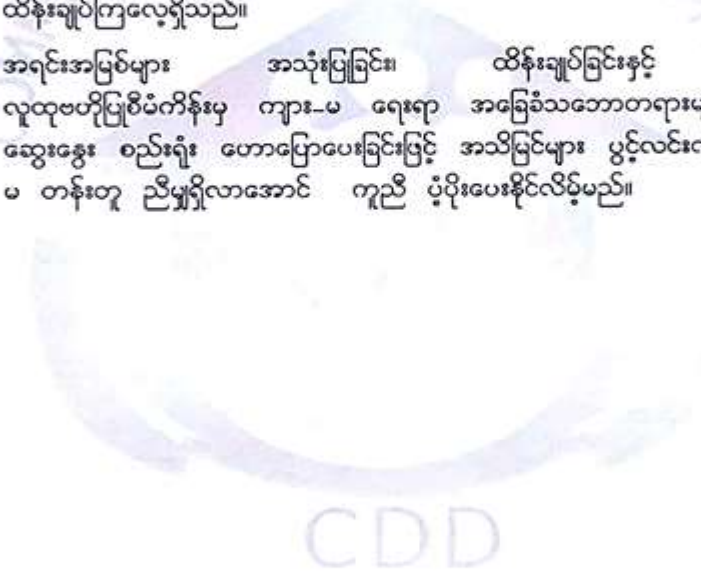 ထိန်းချုပ်ကြလေ့ရှိသည်။
အရင်းအမြစ်များ အသုံးပြုခြင်း၊ ထိန်းချုပ်ခြင်းနှင့်
လူထုဗဟိုပြုစီမံကိန်းမှ ကျား-မ ရေးရာ အခြေခံသဘောတရားမျ
ဆွေးနွေး စည်းရုံး ဟောပြောပေးခြင်းဖြင့် အသိမြင်များ ပွင့်လင်းလ
မ တန်းတူ ညီမျှရှိလာအောင် ကူညီ ပံ့ပိုးပေးနိုင်လိမ့်မည်။
CDD